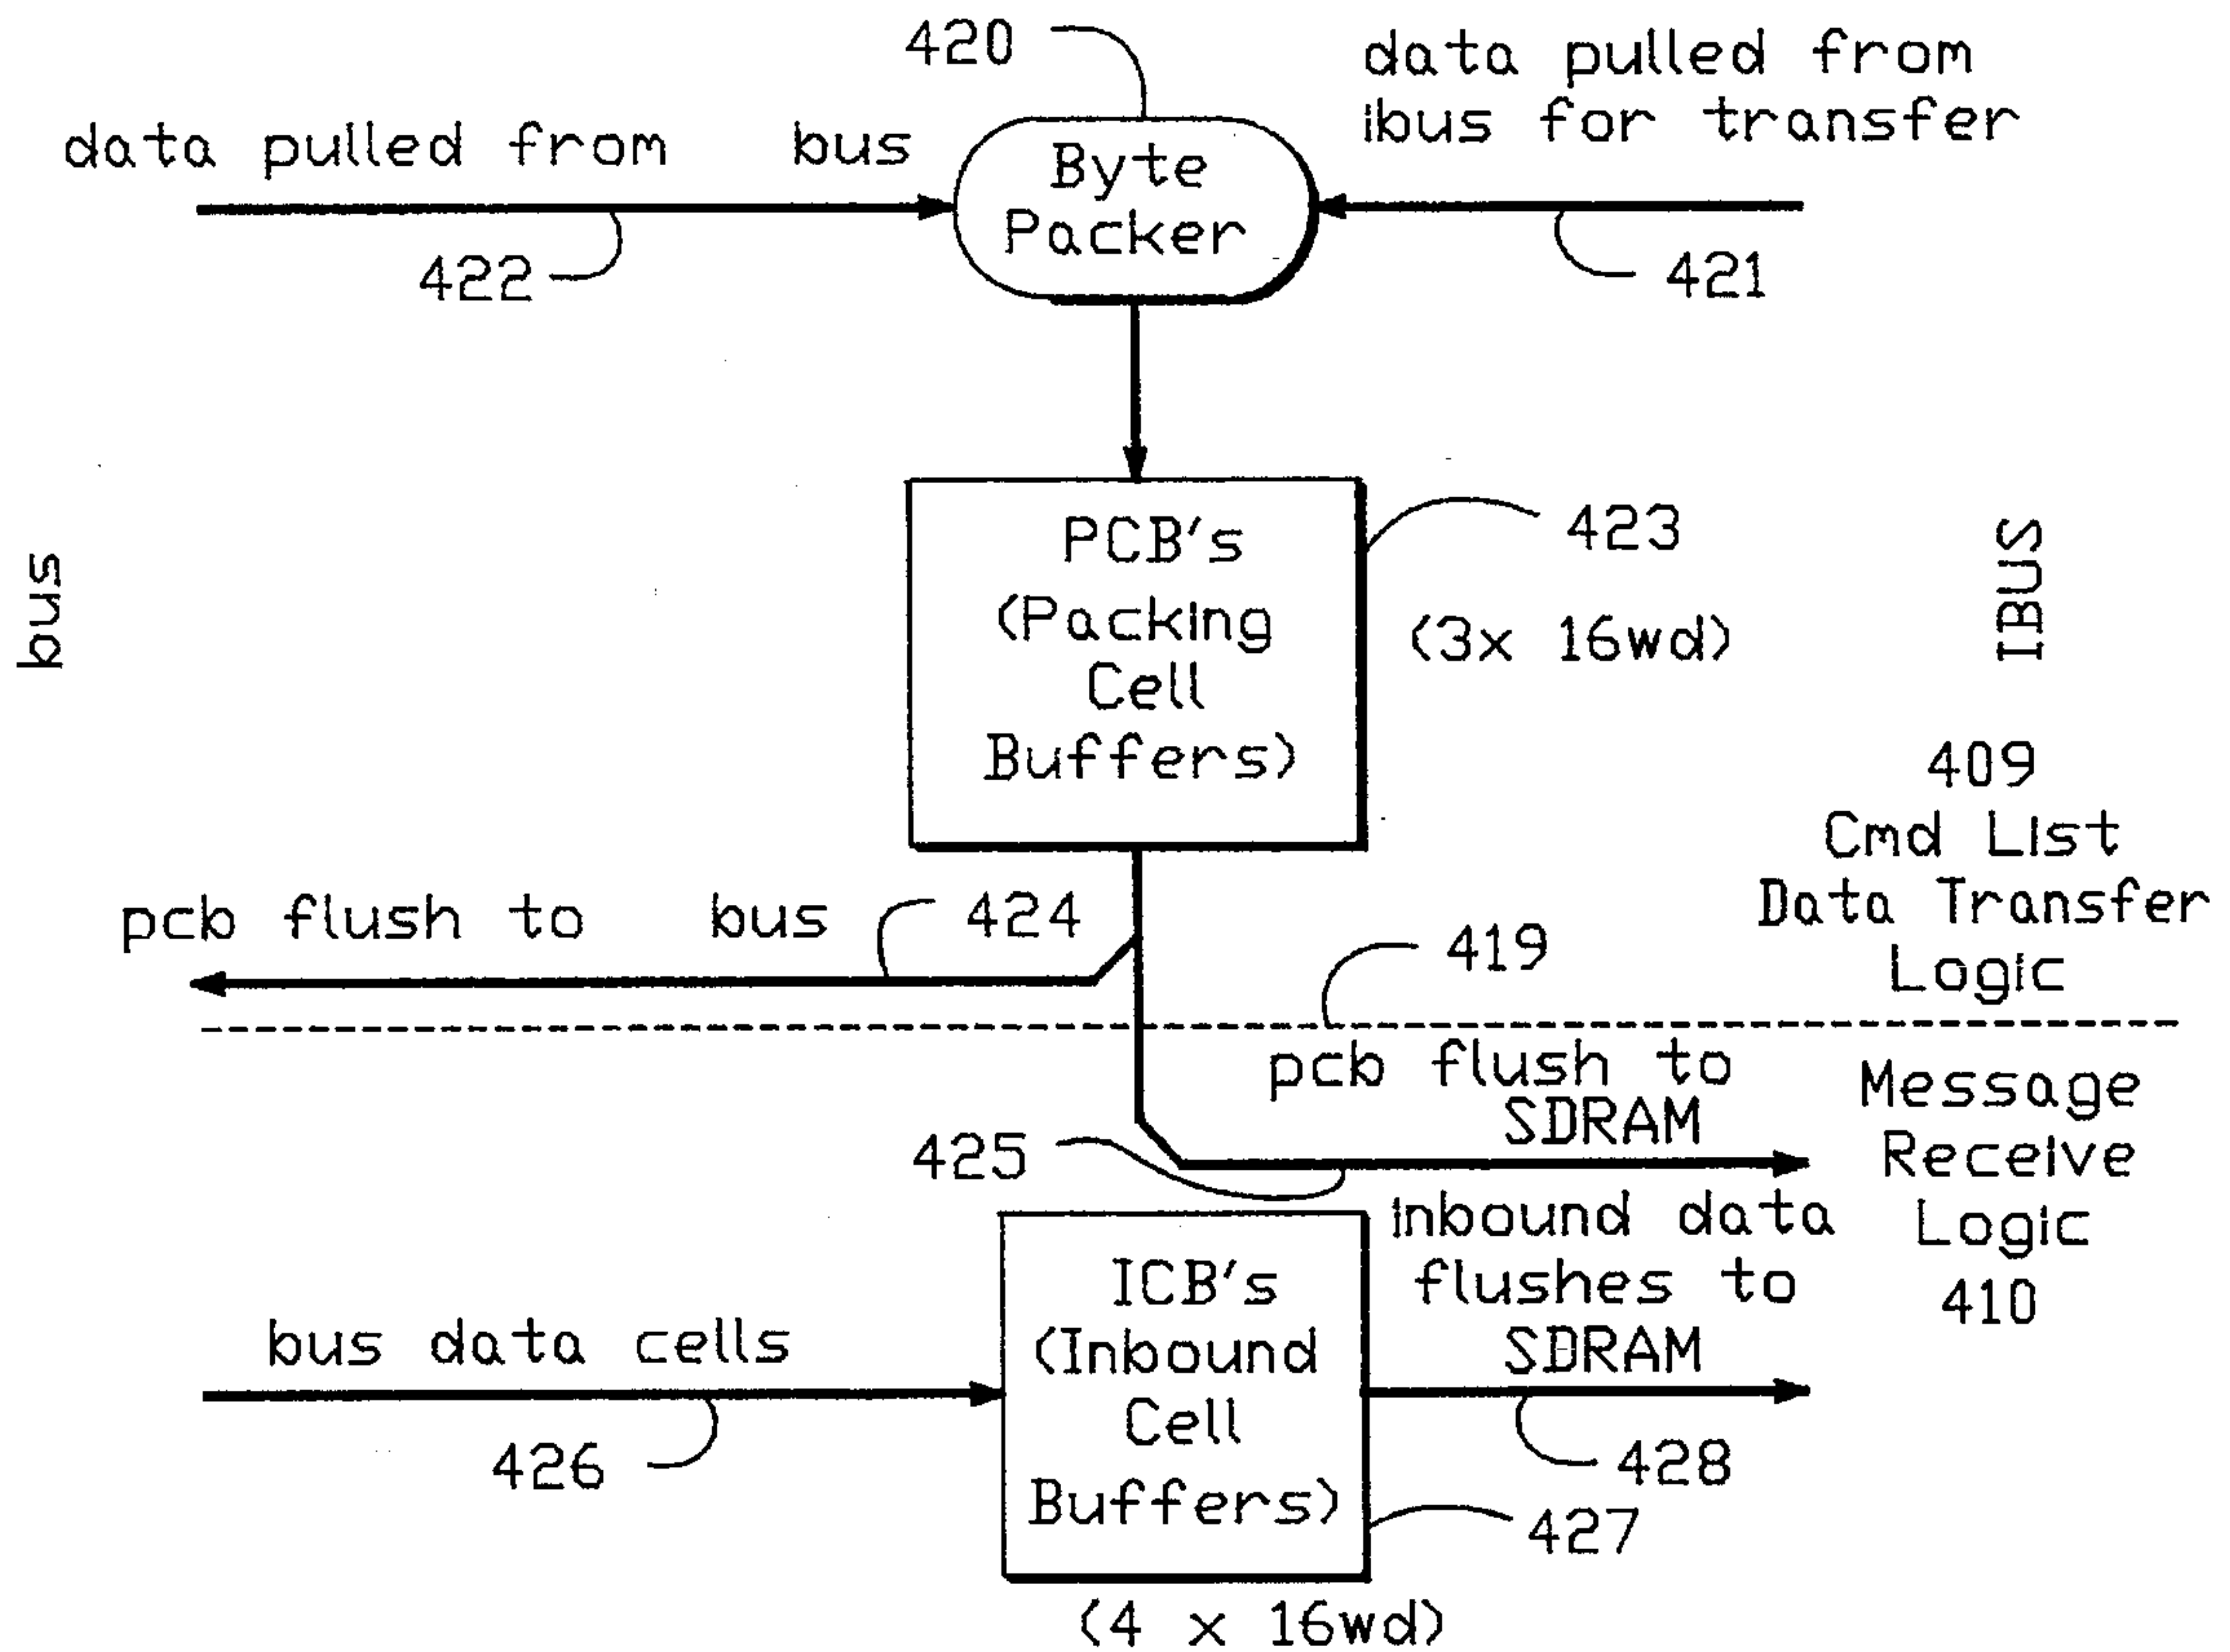 420
data pulled from
ibus for transfer
data pulled from bus
Byte
Packer
422
421
PCB's
(Packing
Cell
Buffers)
423
(3x 16wd)
bus
IBUS
409
Cmd List
Data Transfer
Logic
pcb flush to bus
424
419
pcb flush to
SDRAM
425
Message
Receive
Logic
410
inbound data
flushes to
SDRAM
ICB's
(Inbound
Cell
Buffers)
bus data cells
426
428
427
(4 x 16wd)